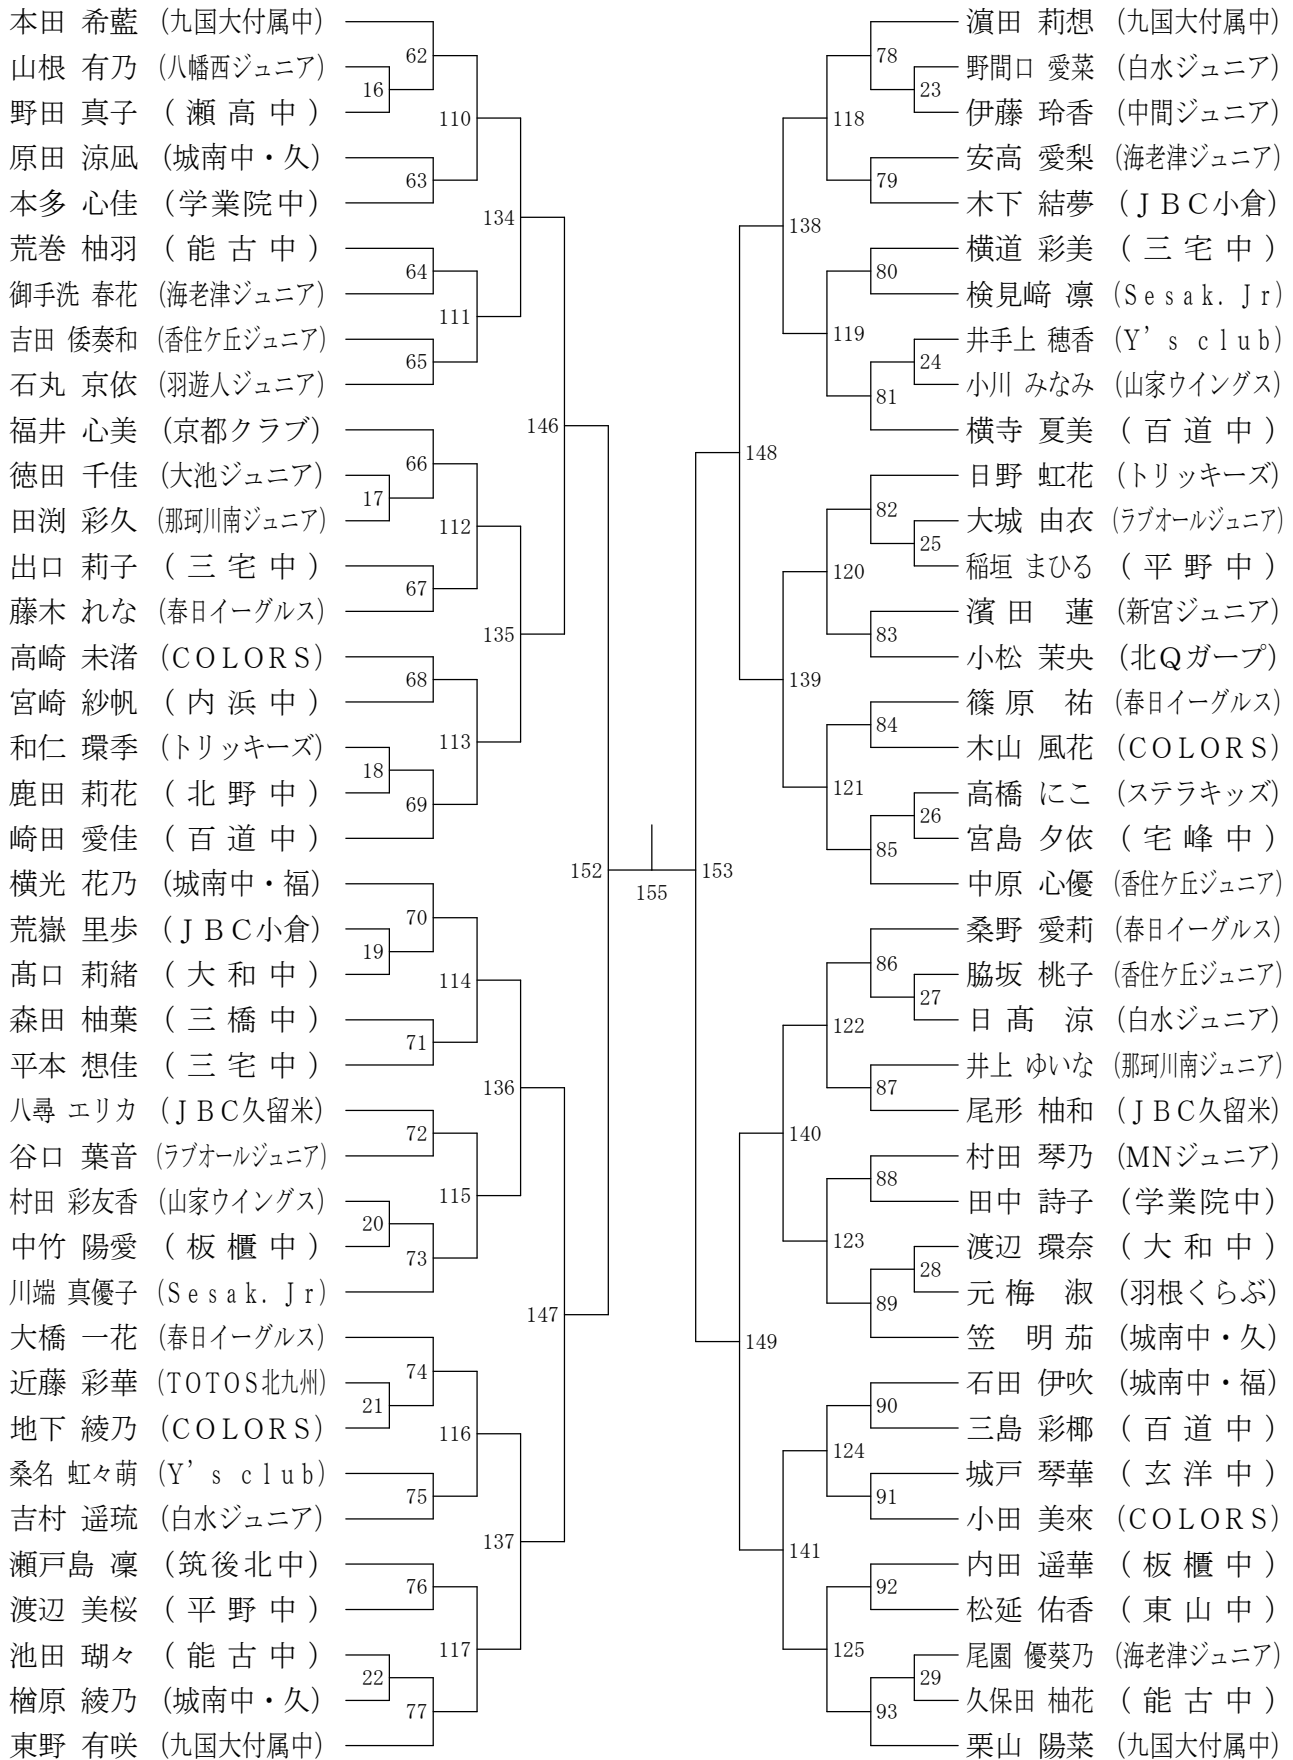 本田 希藍 (九国大付属中)
山根 有乃 (八幡西ジュニア)
野田 真子 (瀬高中)
原田 涼凪 (城南中・久)
本多 心佳 (学業院中)
荒巻 柚羽 (能古中)
御手洗 春花 (海老津ジュニア)
吉田 倭奏和 (香住ケ丘ジュニア)
石丸 京依 (羽遊人ジュニア)
福井 心美 (京都クラブ)
徳田 千佳 (大池ジュニア)
田渕 彩久 (那珂川南ジュニア)
出口 莉子 (三宅中)
藤木 れな (春日イーグルス)
高崎 未渚 (COLORS)
宮崎 紗帆 (内浜中)
和仁 環季 (トリッキーズ)
鹿田 莉花 (北野中)
崎田 愛佳 (百道中)
横光 花乃 (城南中・福)
荒嶽 里歩 (JBC小倉)
髙口 莉緒 (大和中)
森田 柚葉 (三橋中)
平本 想佳 (三宅中)
八尋 エリカ (JBC久留米)
谷口 葉音 (ラブオールジュニア)
村田 彩友香 (山家ウイングス)
中竹 陽愛 (板櫃中)
川端 真優子 (Sesak. Jr)
大橋 一花 (春日イーグルス)
近藤 彩華 (TOTOS北九州)
地下 綾乃 (COLORS)
桑名 虹々萌 (Y’s club)
吉村 遥琉 (白水ジュニア)
瀬戸島 凜 (筑後北中)
渡辺 美桜 (平野中)
池田 瑚々 (能古中)
楢原 綾乃 (城南中・久)
東野 有咲 (九国大付属中)
62
16
110
63
134
64
111
65
146
66
17
112
67
135
68
113
18
69
152
70
19
114
71
136
72
115
20
73
147
74
21
116
75
137
76
117
22
77
155
153
78
23
118
79
138
80
119
24
81
148
82
25
120
83
139
84
121
26
85
86
27
122
87
140
88
123
28
89
149
90
124
91
141
92
125
29
93
濵田 莉想 (九国大付属中)
野間口 愛菜 (白水ジュニア)
伊藤 玲香 (中間ジュニア)
安高 愛梨 (海老津ジュニア)
木下 結夢 (JBC小倉)
横道 彩美 (三宅中)
検見﨑 凛 (Sesak. Jr)
井手上 穂香 (Y’s club)
小川 みなみ (山家ウイングス)
横寺 夏美 (百道中)
日野 虹花 (トリッキーズ)
大城 由衣 (ラブオールジュニア)
稲垣 まひる (平野中)
濱田 蓮 (新宮ジュニア)
小松 茉央 (北Qガープ)
篠原 祐 (春日イーグルス)
木山 風花 (COLORS)
高橋 にこ (ステラキッズ)
宮島 夕依 (宅峰中)
中原 心優 (香住ケ丘ジュニア)
桑野 愛莉 (春日イーグルス)
脇坂 桃子 (香住ケ丘ジュニア)
日髙 涼 (白水ジュニア)
井上 ゆいな (那珂川南ジュニア)
尾形 柚和 (JBC久留米)
村田 琴乃 (MNジュニア)
田中 詩子 (学業院中)
渡辺 環奈 (大和中)
元梅 淑 (羽根くらぶ)
笠 明茄 (城南中・久)
石田 伊吹 (城南中・福)
三島 彩椰 (百道中)
城戸 琴華 (玄洋中)
小田 美來 (COLORS)
内田 遥華 (板櫃中)
松延 佑香 (東山中)
尾園 優葵乃 (海老津ジュニア)
久保田 柚花 (能古中)
栗山 陽菜 (九国大付属中)